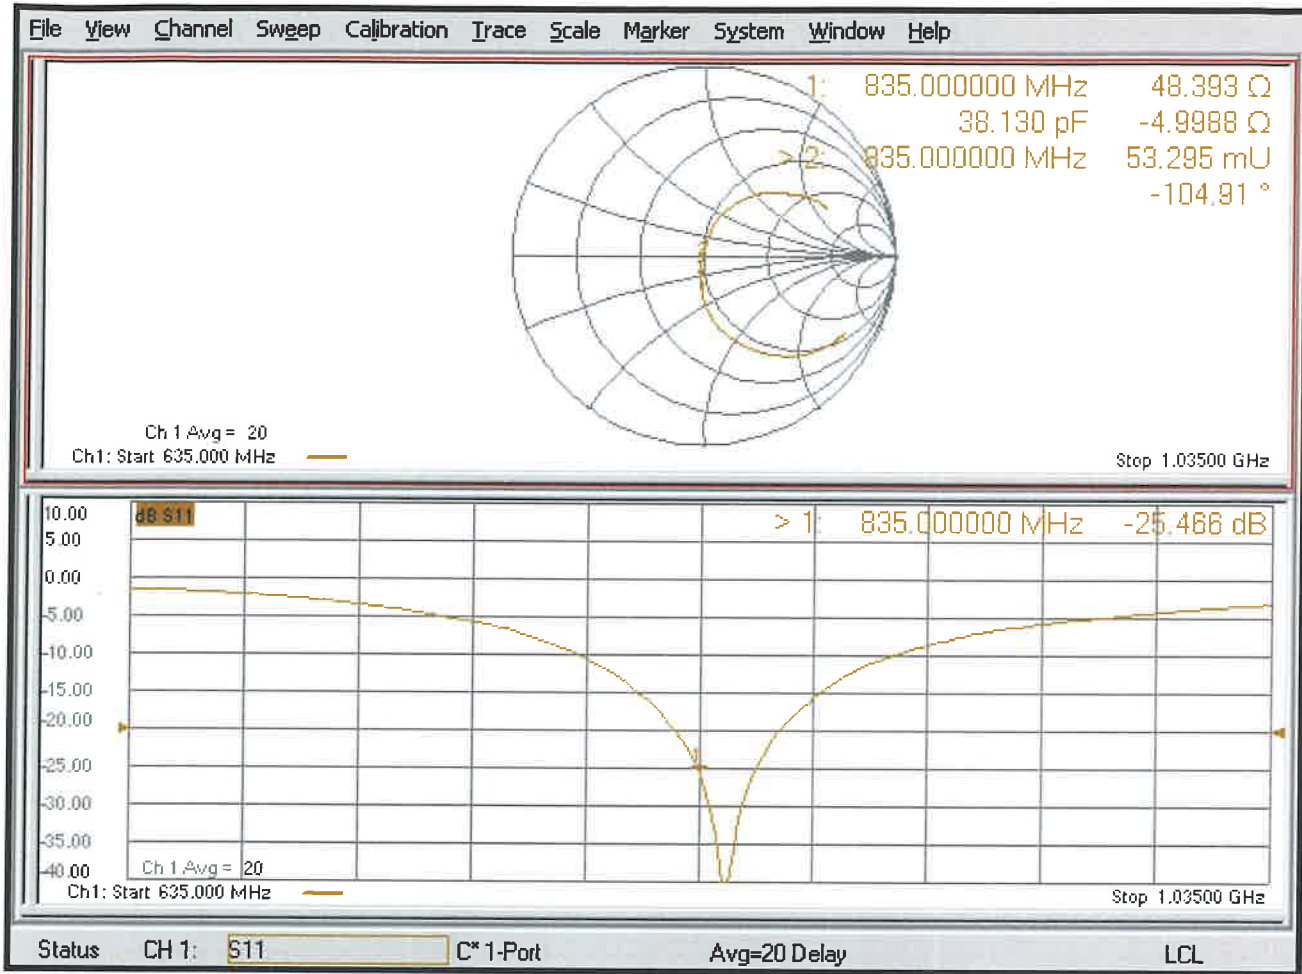 File View Channel Sweep Calibration Trace Scale Marker System Window Help
1: 835.000000 MHz 48.393 Ω
38.130 pF -4.9988 Ω
> 2: 835.000000 MHz 53.295 mU
-104.91 °
Ch 1 Avg = 20
Ch1: Start 635.000 MHz
Stop 1.03500 GHz
10.00
dB S11
> 1: 835.000000 MHz -25.466 dB
5.00
0.00
-5.00
-10.00
-15.00
-20.00
-25.00
1
-30.00
-35.00
-40.00
Ch 1 Avg = 20
Ch1: Start 635.000 MHz
Stop 1.03500 GHz
Status CH 1: S11 C* 1-Port Avg=20 Delay LCL